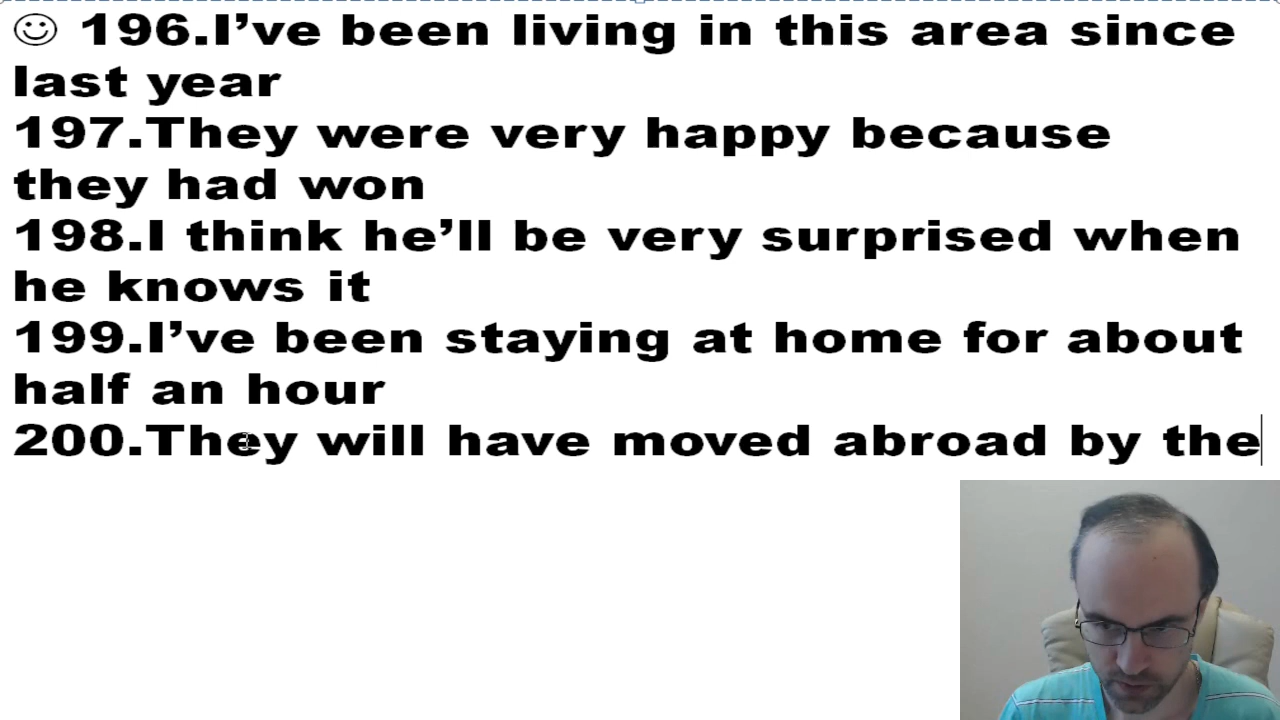 ☺ 196.I’ve been living in this area since
last year
197.They were very happy because
they had won
198.I think he’ll be very surprised when
he knows it
199.I’ve been staying at home for about
half an hour
200.They will have moved abroad by the